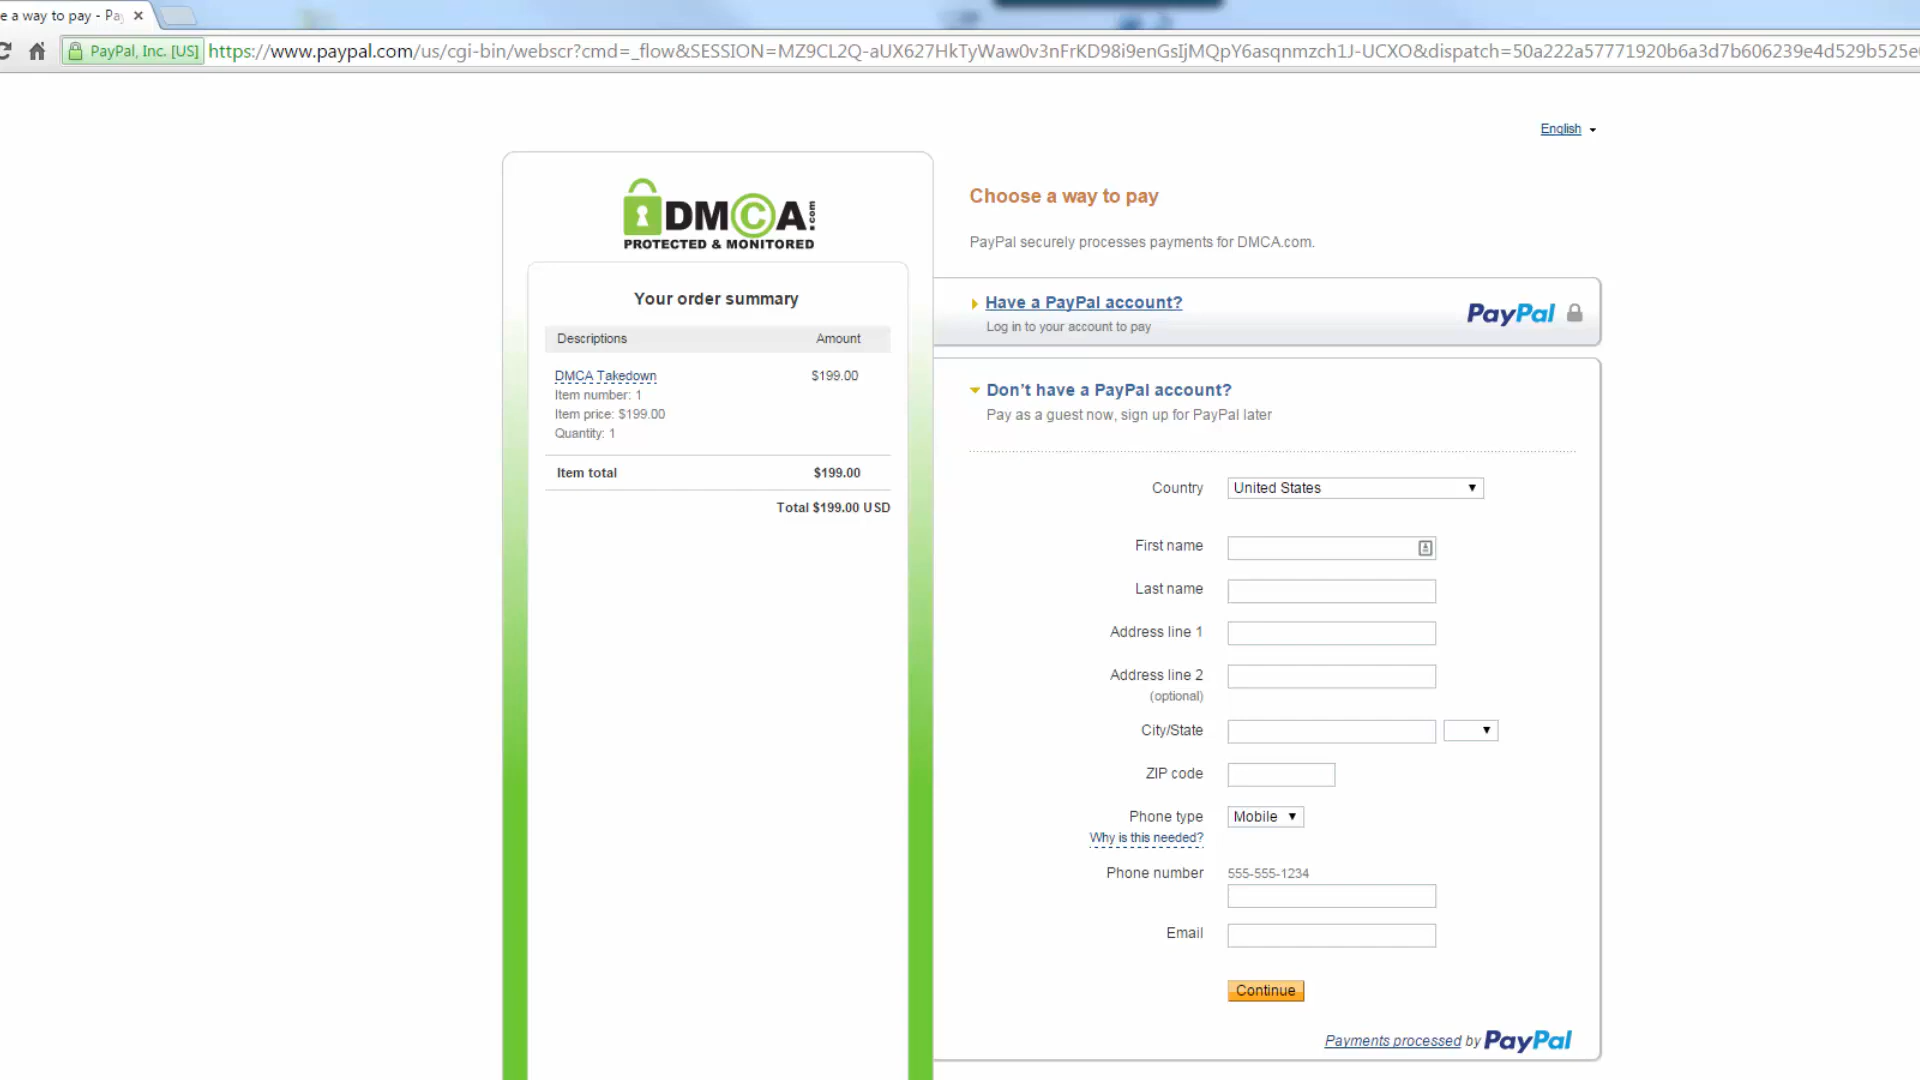 e a way to pay - Pay
PayPal, Inc. [US]
https://www.paypal.com/us/cgi-bin/webscr?cmd=_flow&SESSION=MZ9CL2Q-aUX627HkTyWaw0v3nFrKD98i9enGsIjMQpY6asqnmzch1J-UCXO&dispatch=50a222a57771920b6a3d7b606239e4d529b525e
English
DMCA.com
PROTECTED & MONITORED
Your order summary
Descriptions Amount
DMCA Takedown $199.00
Item number: 1
Item price: $199.00
Quantity: 1
Item total $199.00
Total $199.00 USD
Choose a way to pay
PayPal securely processes payments for DMCA.com.
Have a PayPal account?
Log in to your account to pay
PayPal
Don't have a PayPal account?
Pay as a guest now, sign up for PayPal later
Country United States
First name
Last name
Address line 1
Address line 2
(optional)
City/State
ZIP code
Phone type Mobile
Why is this needed?
Phone number 555-555-1234
Email
Continue
Payments processed by PayPal